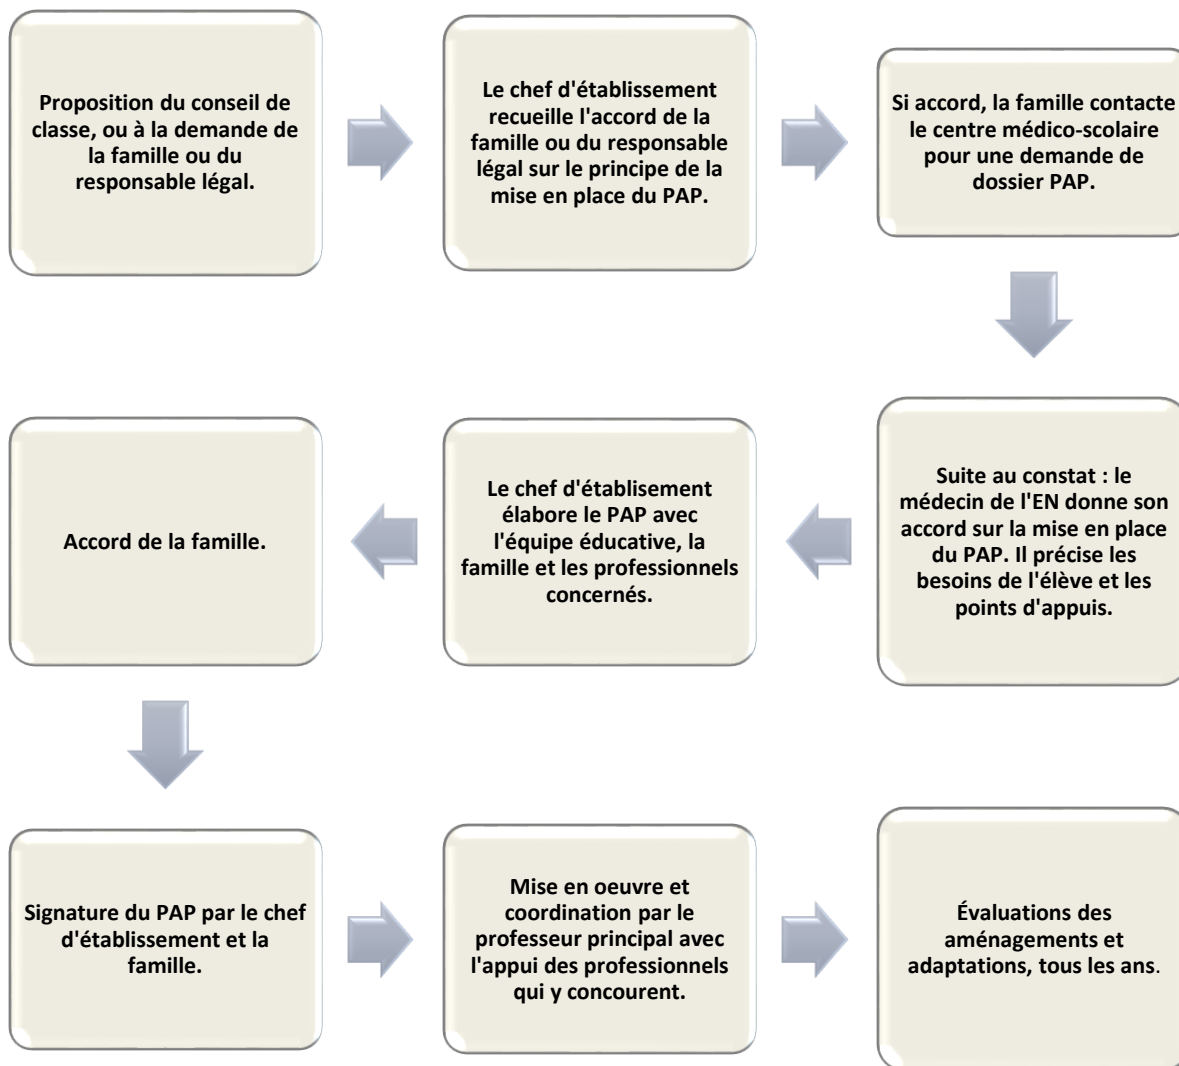 Proposition du conseil de
classe, ou à la demande de
la famille ou du
responsable légal.
Le chef d'établissement
recueille l'accord de la
famille ou du responsable
légal sur le principe de la
mise en place du PAP.
Si accord, la famille contacte
le centre médico-scolaire
pour une demande de
dossier PAP.
Suite au constat : le
médecin de l'EN donne son
accord sur la mise en place
du PAP. Il précise les
besoins de l'élève et les
points d'appuis.
Le chef d'établisement
élabore le PAP avec
l'équipe éducative, la
famille et les professionnels
concernés.
Accord de la famille.
Signature du PAP par le chef
d'établissement et la
famille.
Mise en oeuvre et
coordination par le
professeur principal avec
l'appui des professionnels
qui y concourent.
Évaluations des
aménagements et
adaptations, tous les ans.